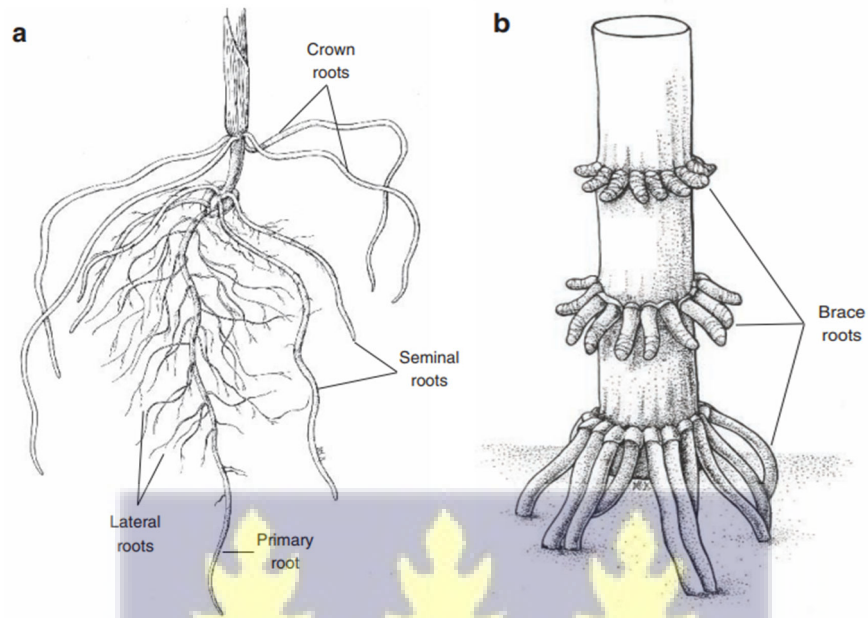 a
b
Crown
roots
Brace
roots
Seminal
roots
Lateral
roots
Primary
root